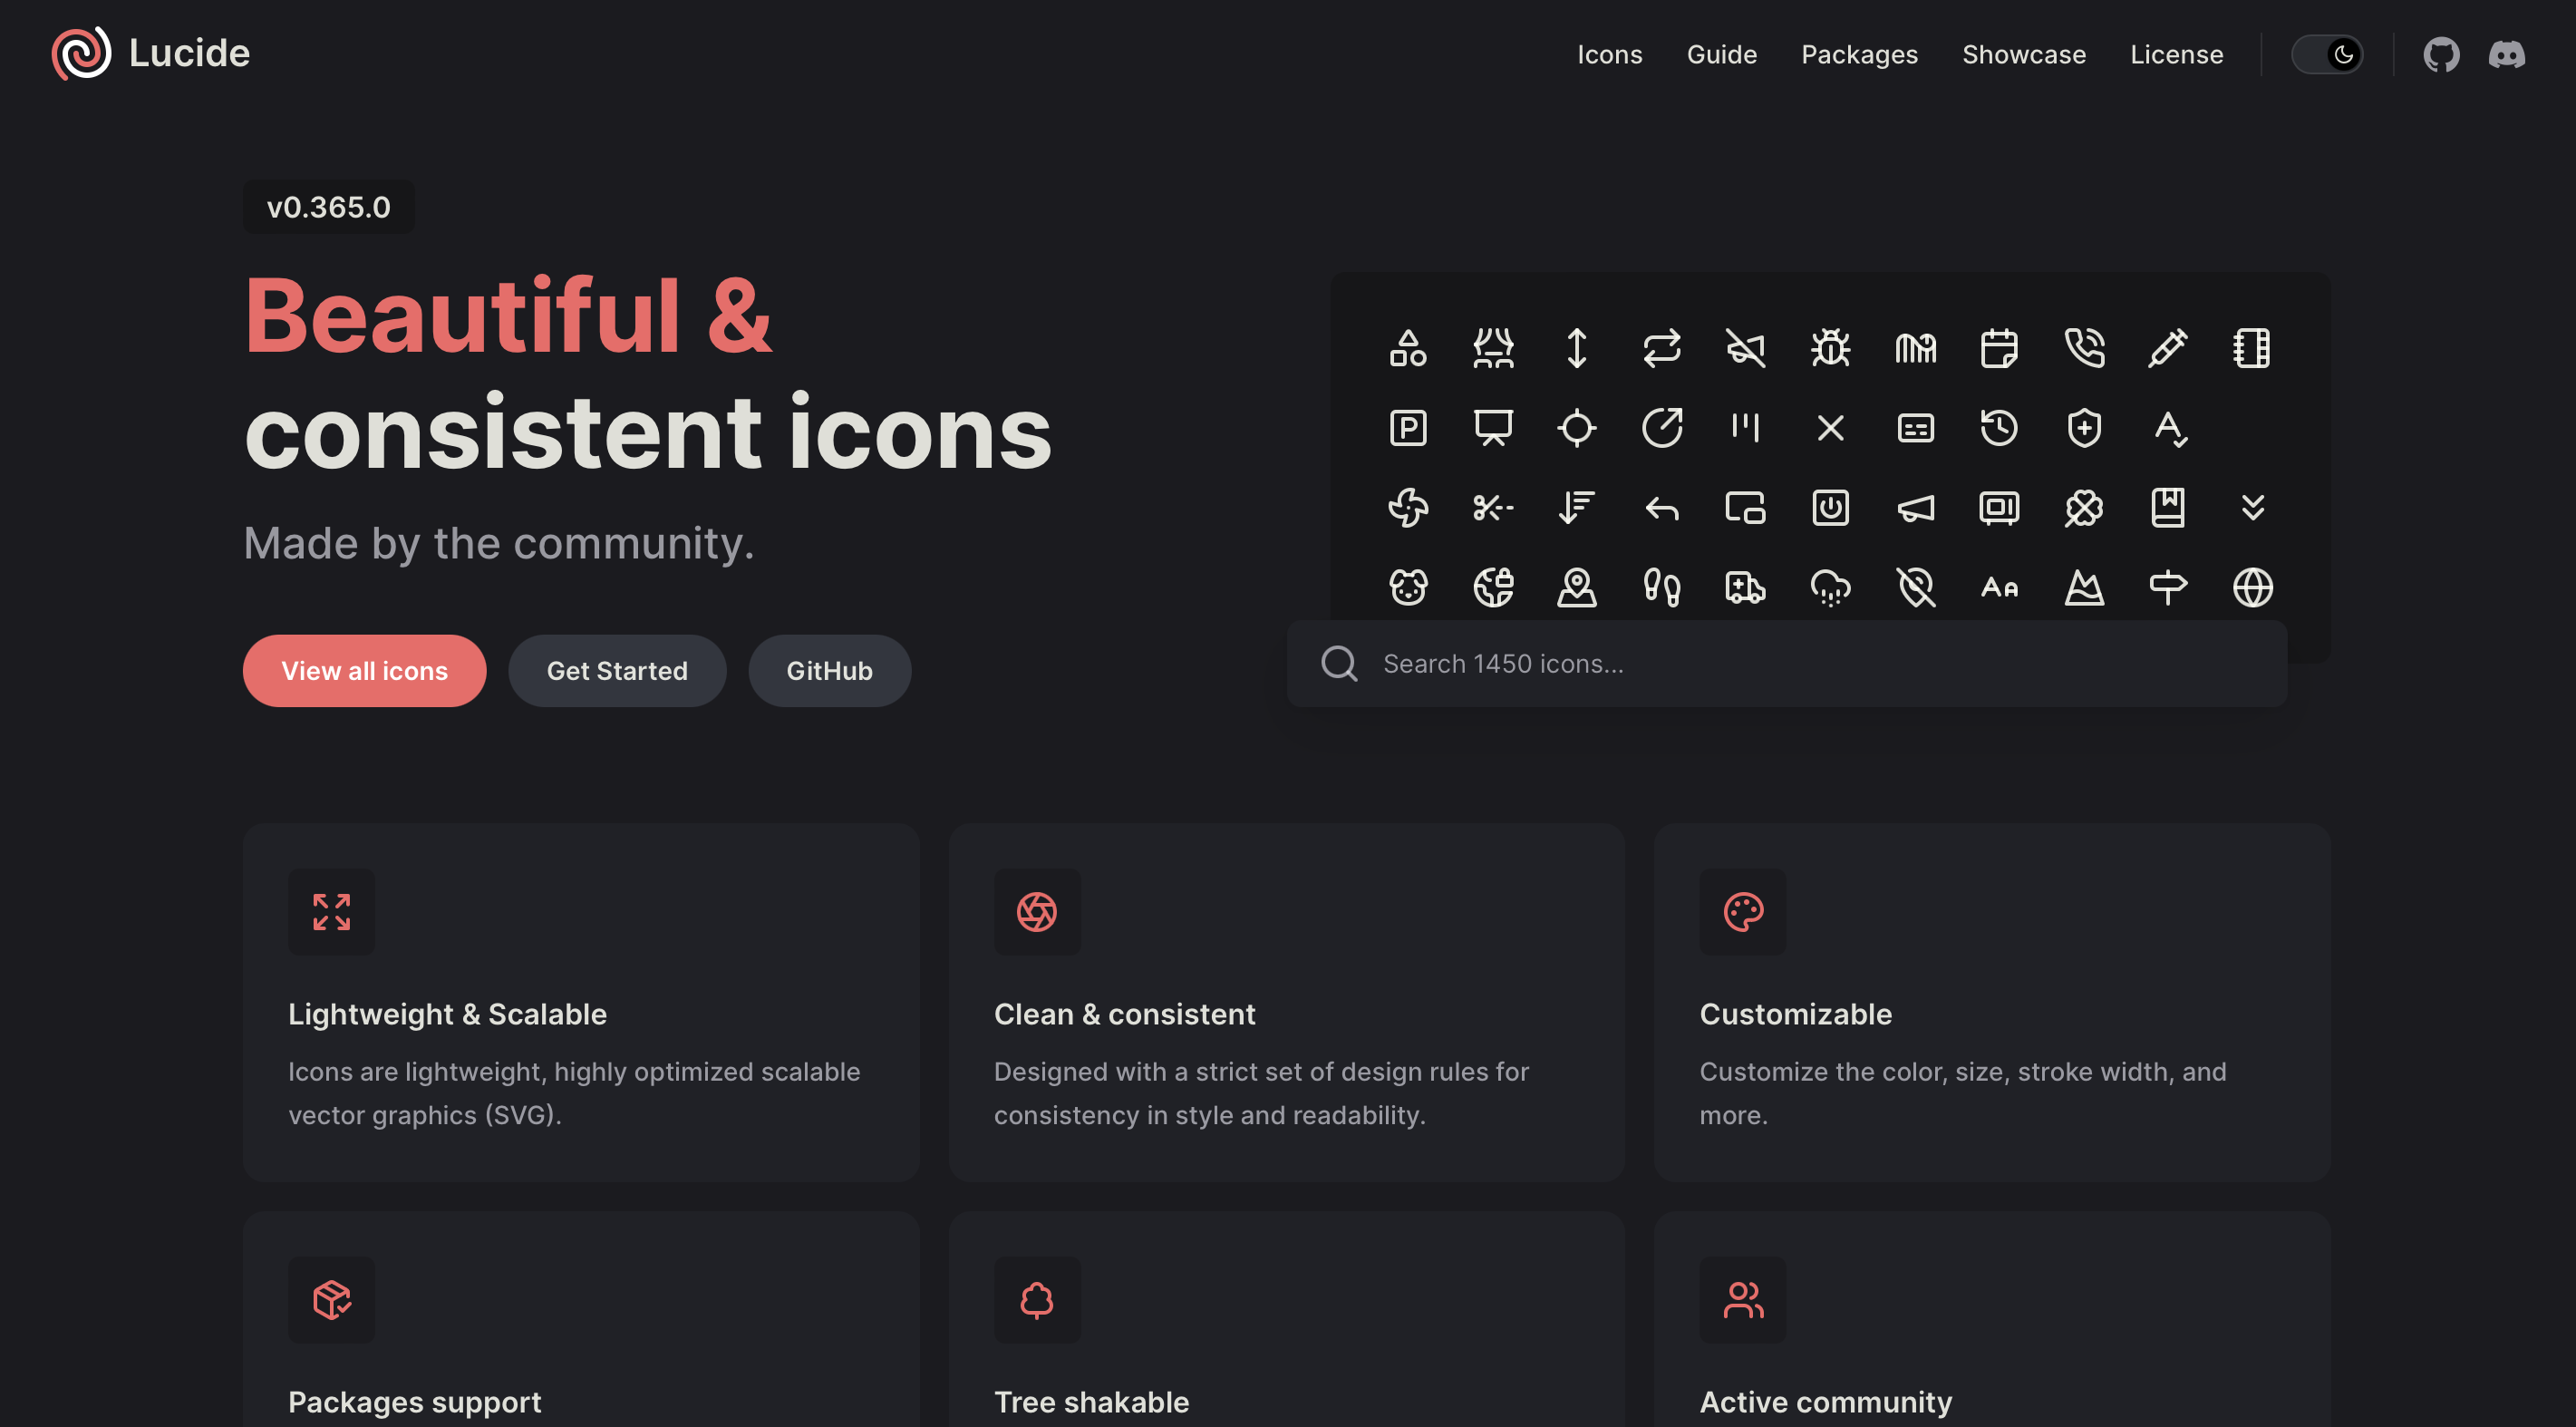 Lucide
Icons
Guide
Packages
Showcase
License
v0.365.0
Beautiful &
consistent icons
Made by the community.
View all icons
Get Started
GitHub
Search 1450 icons...
Lightweight & Scalable
Icons are lightweight, highly optimized scalable
vector graphics (SVG).
Clean & consistent
Designed with a strict set of design rules for
consistency in style and readability.
Customizable
Customize the color, size, stroke width, and
more.
Packages support
Tree shakable
Active community